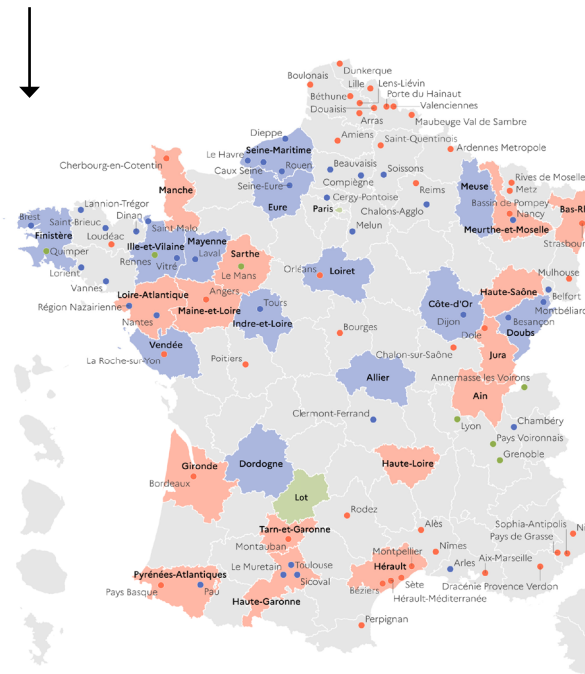 Dunkerque
Boulonais
Lille
Lens-Liévin
Porte du Hainaut
Béthune
Douaisis
Valenciennes
Arras
Maubeuge Val de Sambre
Dieppe
Amiens
Saint-Quentinois
Seine-Maritime
Ardennes Metropole
Le Havre
Cherbourg-en-Cotentin
Caux Seine
Rouen
Beauvaisis
Soissons
Rives de Moselle
Manche
Seine-Eure
Compiègne
Reims
Meuse
Metz
Lannion-Trégor
Eure
Cergy-Pontoise
Bassin de Pompey
Bas-Rh
Brest
Saint-Brieuc
Dinan
Saint-Malo
Paris
Chalons-Agglo
Nancy
Finistère
Loudéac
Ille-et-Vilaine
Mayenne
Melun
Meurthe-et-Moselle
Strasbour
Quimper
Rennes
Vitré
Laval
Sarthe
Lorient
Le Mans
Orléans
Loiret
Mulhouse
Vannes
Loire-Atlantique
Angers
Haute-Saône
Belfort
Région Nazairienne
Maine-et-Loire
Tours
Côte-d'Or
Montbéliard
Nantes
Indre-et-Loire
Dijon
Besançon
Bourges
Dole
Doubs
Vendée
La Roche-sur-Yon
Poitiers
Chalon-sur-Saône
Jura
Allier
Annemasse les Voirons
Ain
Clermont-Ferrand
Lyon
Chambéry
Pays Voironnais
Gironde
Dordogne
Haute-Loire
Grenoble
Bordeaux
Lot
Rodez
Tarn-et-Garonne
Alès
Sophia-Antipolis
Ni
Montauban
Montpellier
Nîmes
Pays de Grasse
Le Muretain
Toulouse
Hérault
Arles
Aix-Marseille
Pyrénées-Atlantiques
Sicoval
Sète
Dracénie Provence Verdon
Pays Basque
Pau
Béziers
Hérault-Méditerranée
Haute-Garonne
Perpignan